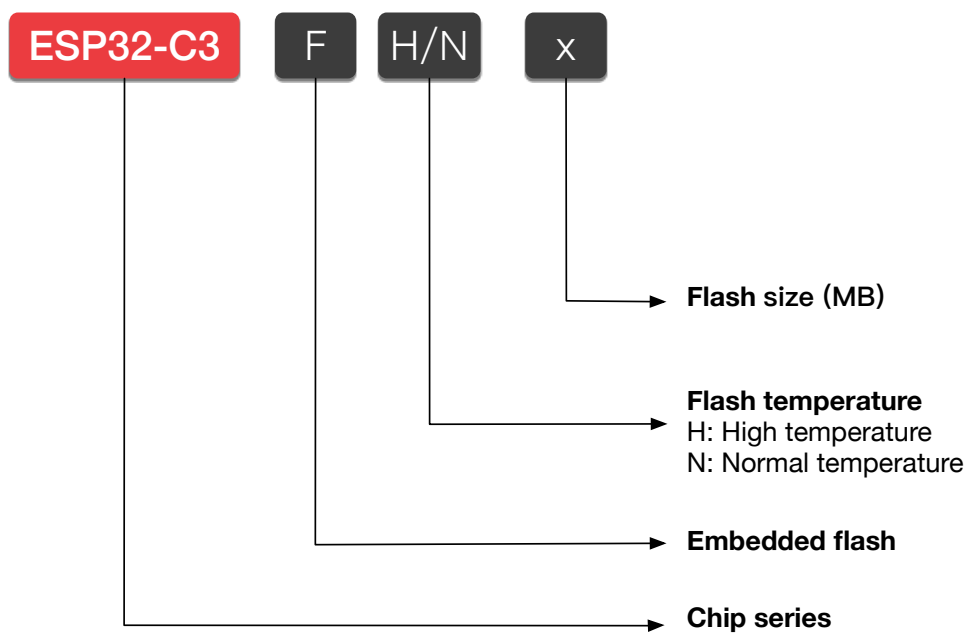 ESP32-C3 F H/N x
Flash size (MB)
Flash temperature
H: High temperature
N: Normal temperature
Embedded flash
Chip series